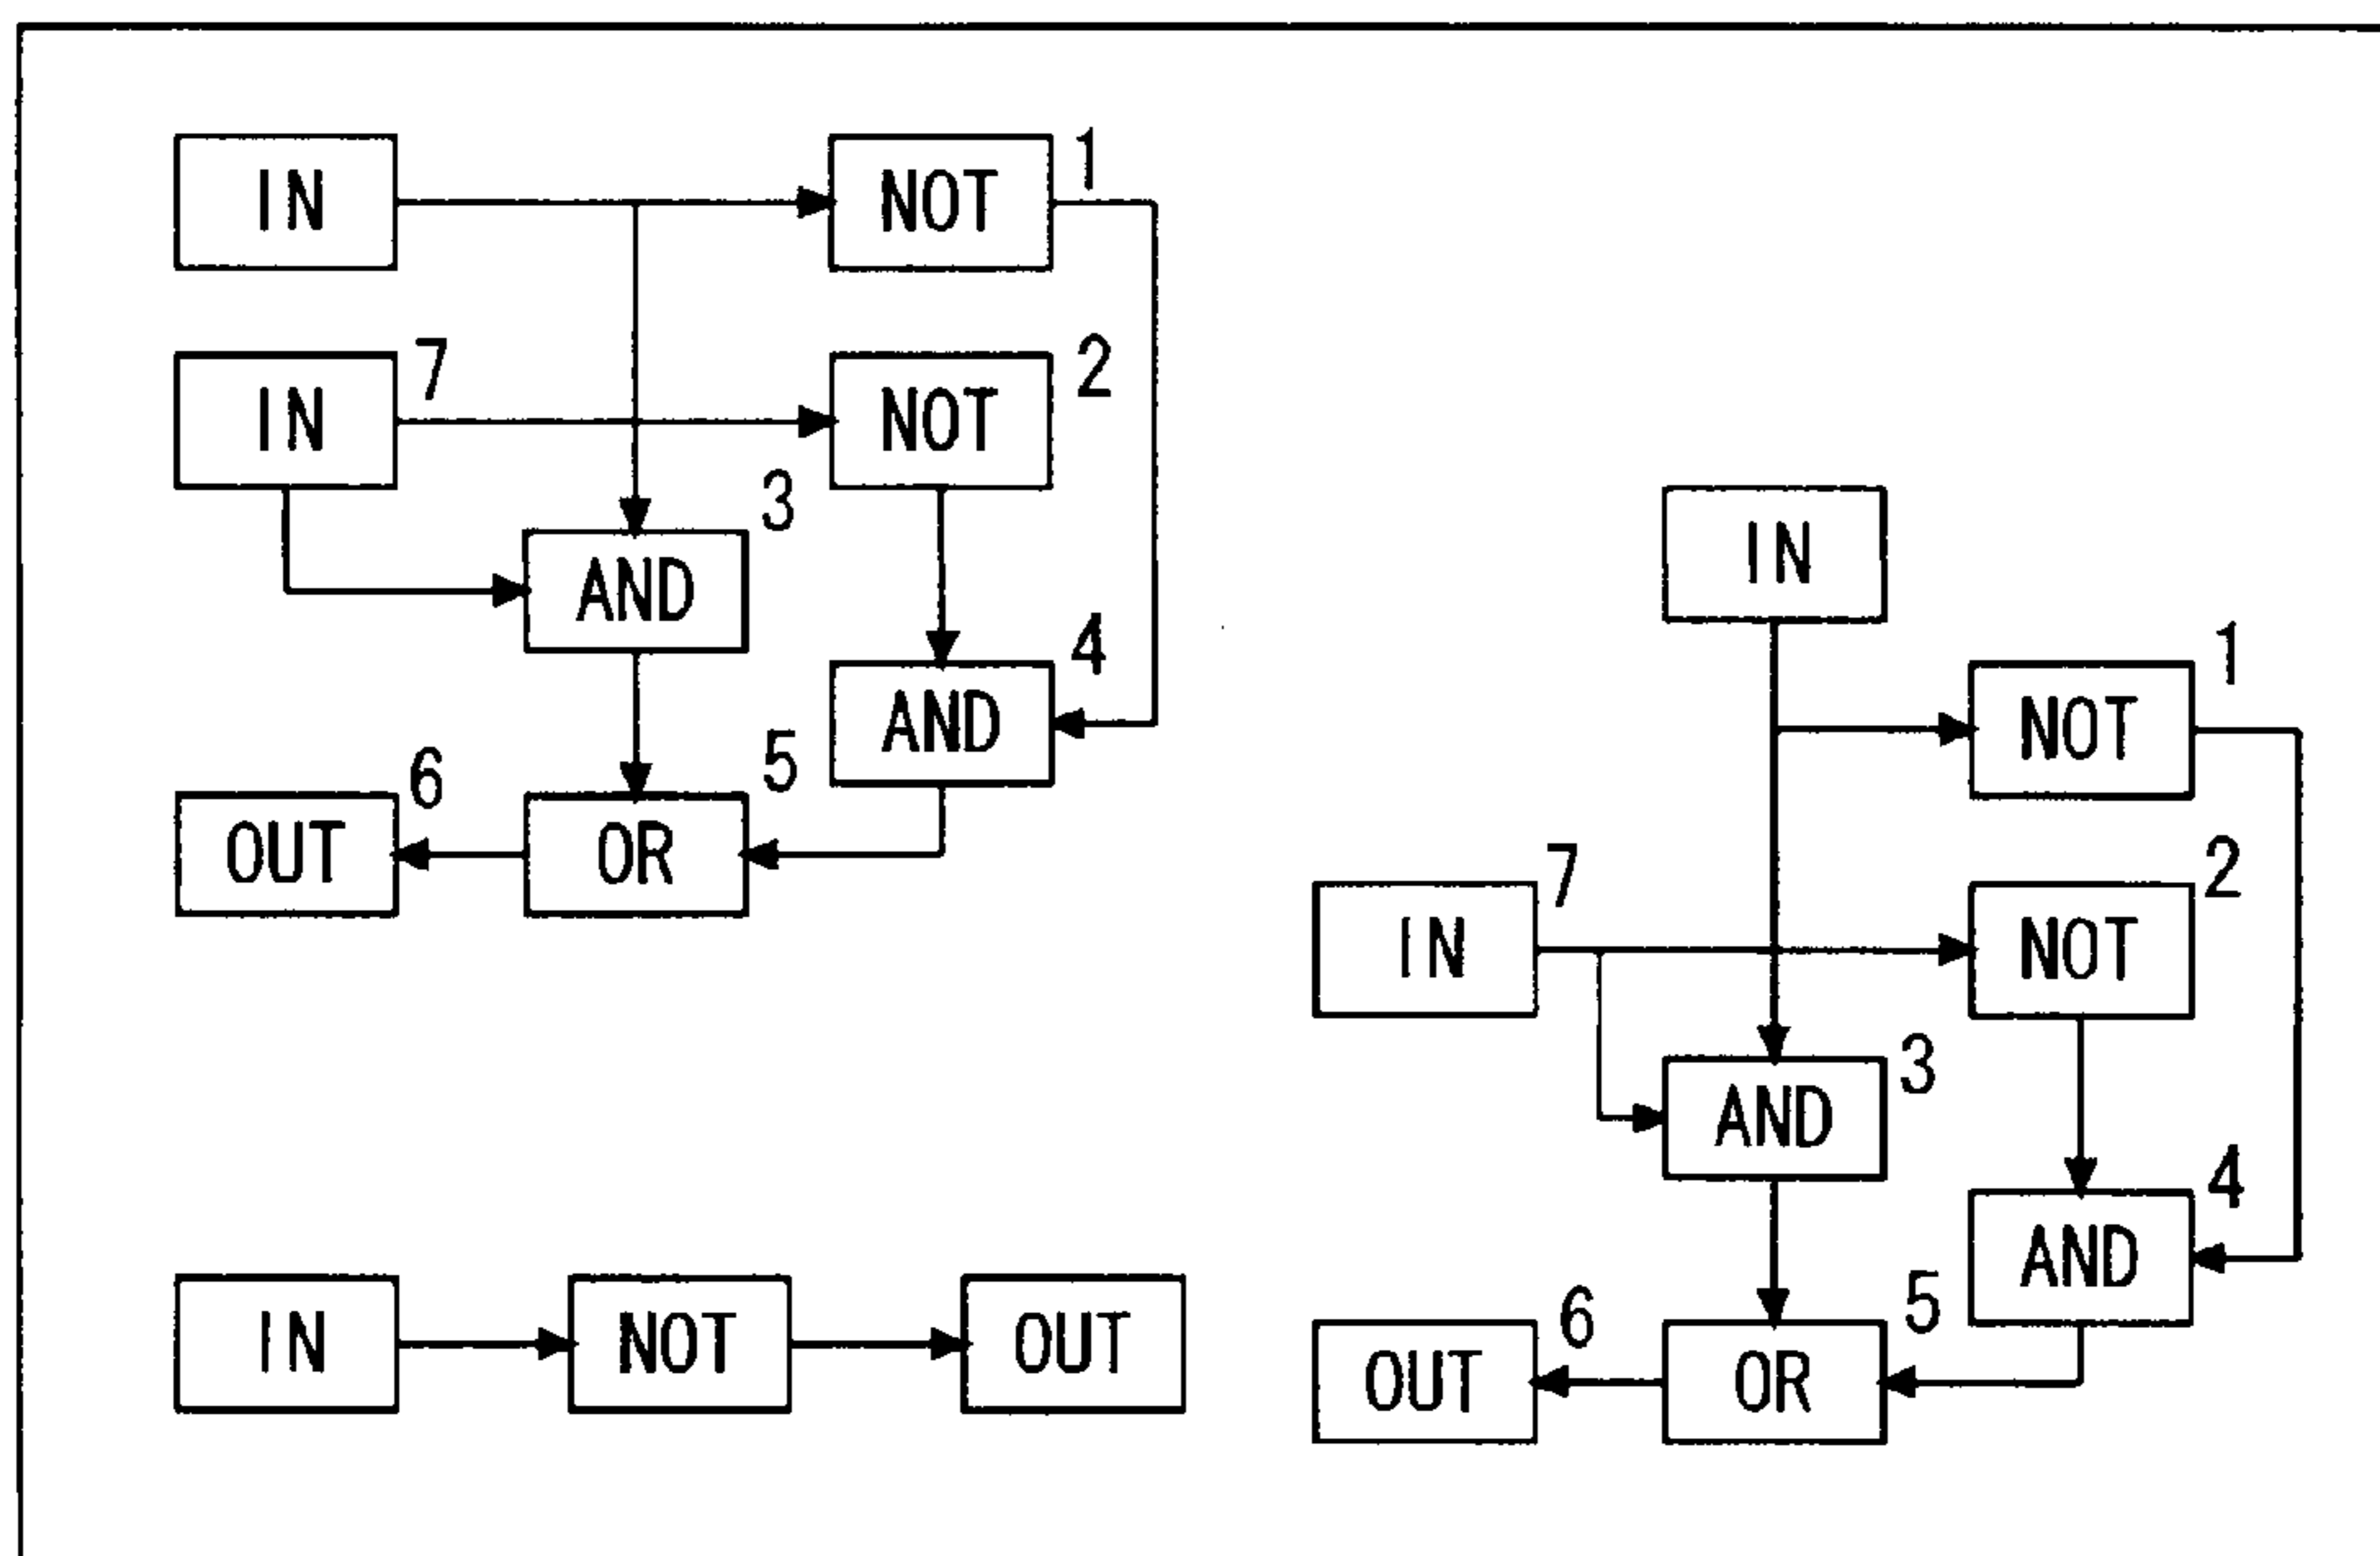 IN NOT 1
IN 7 NOT 2
AND 3
AND 4
OUT 6 OR 5
IN NOT OUT
IN
NOT 1
IN 7 NOT 2
AND 3
AND 4
OUT 6 OR 5